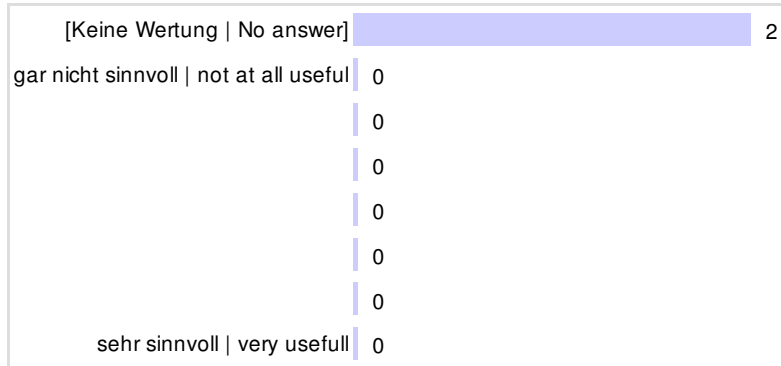 [Keine Wertung | No answer] 2
gar nicht sinnvoll | not at all useful 0
0
0
0
0
0
sehr sinnvoll | very usefull 0